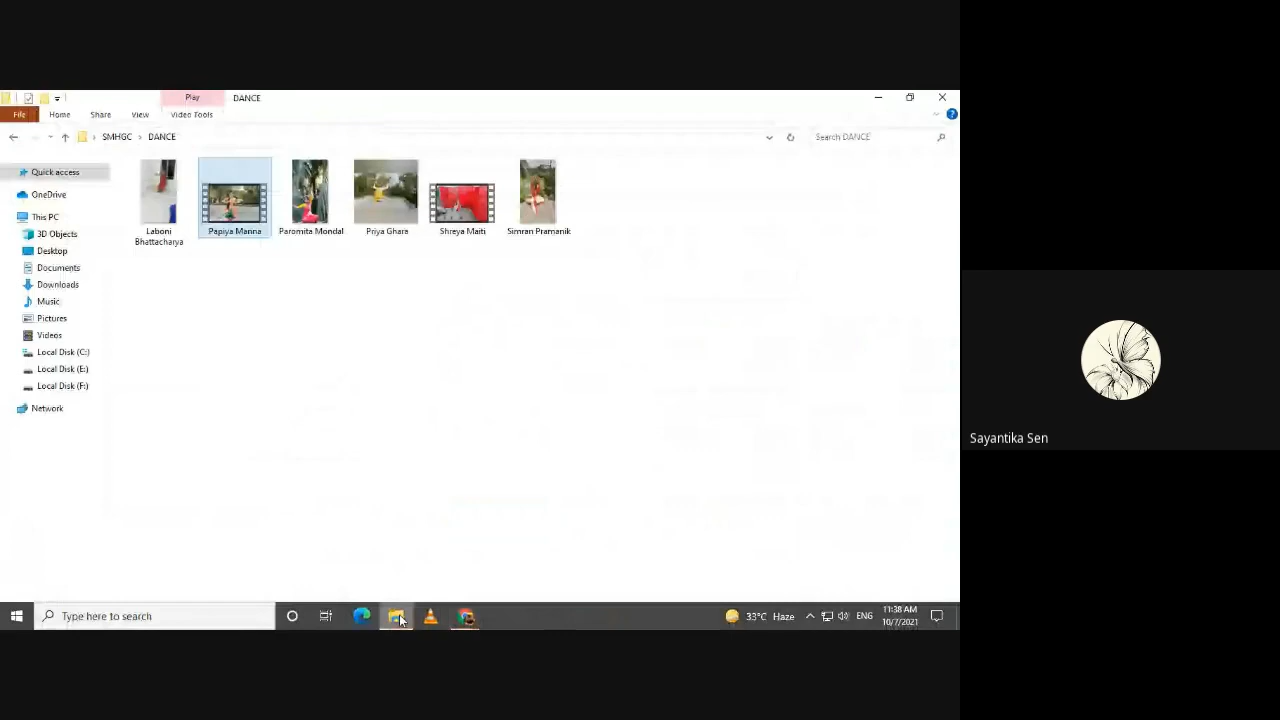 Play
DANCE
File
Home
Share
View
Video Tools
SMHGC
DANCE
Search DANCE
Quick access
OneDrive
This PC
3D Objects
Desktop
Documents
Downloads
Music
Pictures
Videos
Local Disk (C:)
Local Disk (E:)
Local Disk (F:)
Network
Laboni
Bhattacharya
Papiya Manna
Paromita Mondal
Priya Ghara
Shreya Maiti
Simran Pramanik
Sayantika Sen
Type here to search
33°C Haze
ENG
11:38 AM
10/7/2021